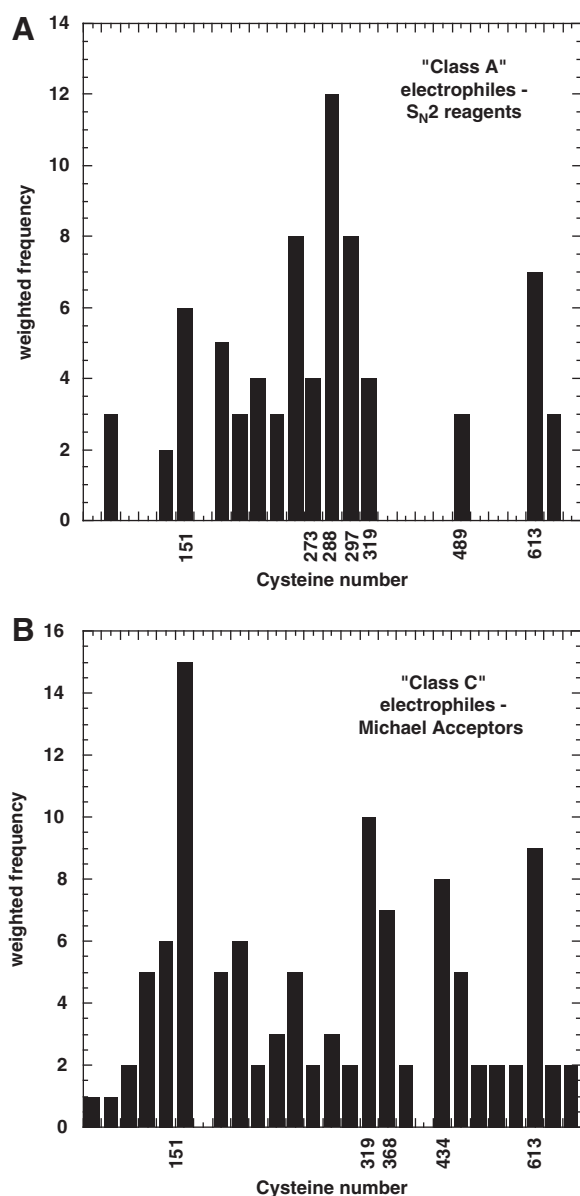 A
"Class A"
electrophiles -
SN2 reagents
weighted frequency
14
12
10
8
6
4
2
0
151
273
288
297
319
489
613
Cysteine number
B
"Class C"
electrophiles -
Michael Acceptors
weighted frequency
16
14
12
10
8
6
4
2
0
151
319
368
434
613
Cysteine number